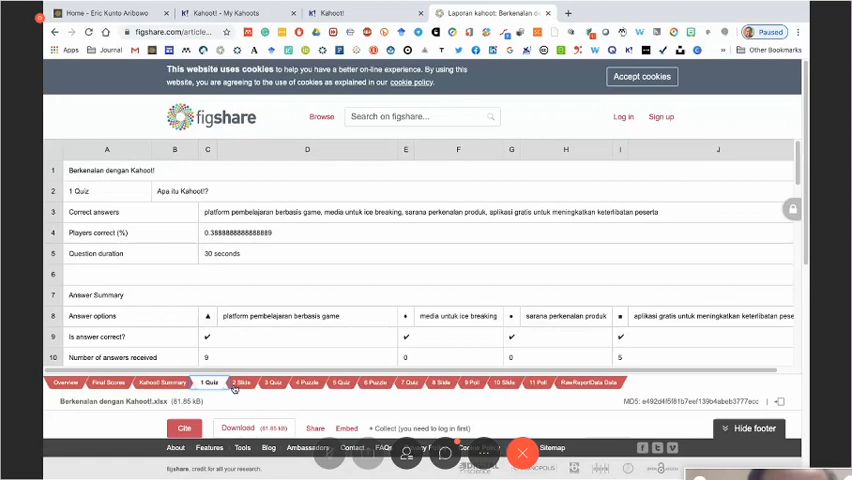 Home - Eric Kunto Aribowo
Kahoot! - My Kahoots
Kahoot!
Laporan kahoot: Berkenalan de
figshare.com/article...
Paused
Apps
Journal
Other Bookmarks
This website uses cookies to help you have a better on-line experience. By using this
website, you are agreeing to the use of cookies as explained in our cookie policy.
Accept cookies
figshare
Browse
Search on figshare...
Log in
Sign up
A B C D E F G H I J
1 Berkenalan dengan Kahoot!
2 1 Quiz Apa itu Kahoot!?
3 Correct answers platform pembelajaran berbasis game, media untuk ice breaking, sarana perkenalan produk, aplikasi gratis untuk meningkatkan keterlibatan peserta
4 Players correct (%) 0.3888888888888889
5 Question duration 30 seconds
6
7 Answer Summary
8 Answer options ▲ platform pembelajaran berbasis game ♦ media untuk ice breaking ● sarana perkenalan produk ■ aplikasi gratis untuk meningkatkan keterlibatan pese
9 Is answer correct? ✔ ✔ ✔ ✔
10 Number of answers received 9 0 0 5
Overview Final Scores Kahoot! Summary 1 Quiz 2 Slide 3 Quiz 4 Puzzle 5 Quiz 6 Puzzle 7 Quiz 8 Slide 9 Poll 10 Slide 11 Poll RawReportData Data
Berkenalan dengan Kahoot!.xlsx (81.85 kB)
Cite
Download (81.85 kB)
Share
Embed
+ Collect (you need to log in first)
Hide footer
About Features Tools Blog Ambassadors Contact Sitemap
figshare. credit for all your research.